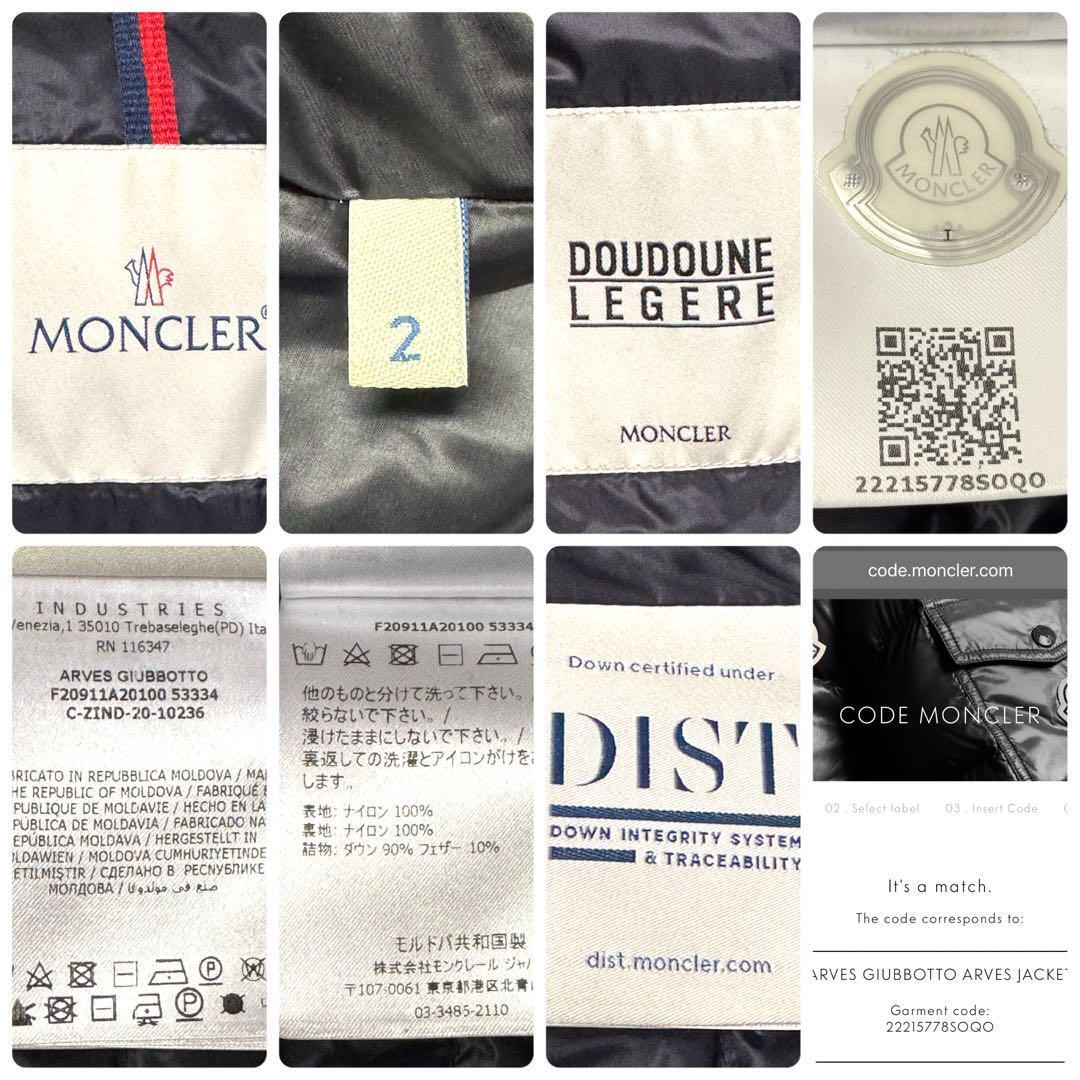 MONCLER
2
DOUDOUNE
LEGERE
MONCLER
MONCLER
22215778SOQO
INDUSTRIES
Venezia,1 35010 Trebaseleghe(PD) Ita
RN 116347
ARVES GIUBBOTTO
F20911A20100 53334
C-ZIND-20-10236
BRICATO IN REPUBBLICA MOLDOVA / MA
HE REPUBLIC OF MOLDOVA / FABRIQUÉ
PUBLIQUE DE MOLDAVIE / HECHO EN LA
PÚBLICA DE MOLDAVIA / FABRICADO NA
EPÚBLICA MOLDAVA / HERGESTELLT IN
LDAWIEN / MOLDOVA CUMHURIYETINDE
ETILMIŞTIR / СДЕЛАНО В РЕСПУБЛИКЕ
МОЛДОВА / صنع في مولدوفا
F20911A20100 53334
他のものと分けて洗って下さい。/
絞らないで下さい。/
浸けたままにしないで下さい。/
裏返しての洗濯とアイコンがけを
します。
表地: ナイロン 100%
裏地: ナイロン 100%
詰物: ダウン 90% フェザー 10%
モルドバ共和国製
株式会社モンクレール ジャ
〒107-0061 東京都港区北青
03-3485-2110
Down certified under
DIST
DOWN INTEGRITY SYSTEM
& TRACEABILITY
dist.moncler.com
code.moncler.com
CODE MONCLER
02 . Select label 03 . Insert Code
It's a match.
The code corresponds to:
ARVES GIUBBOTTO ARVES JACKET
Garment code:
22215778SOQO